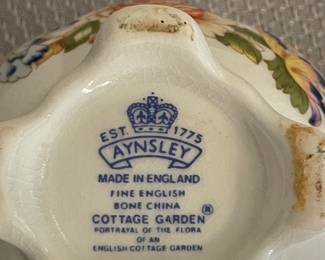 EST. 1775
AYNSLEY
MADE IN ENGLAND
FINE ENGLISH
BONE CHINA
COTTAGE GARDEN®
PORTRAYAL OF THE FLORA
OF AN
ENGLISH COTTAGE GARDEN